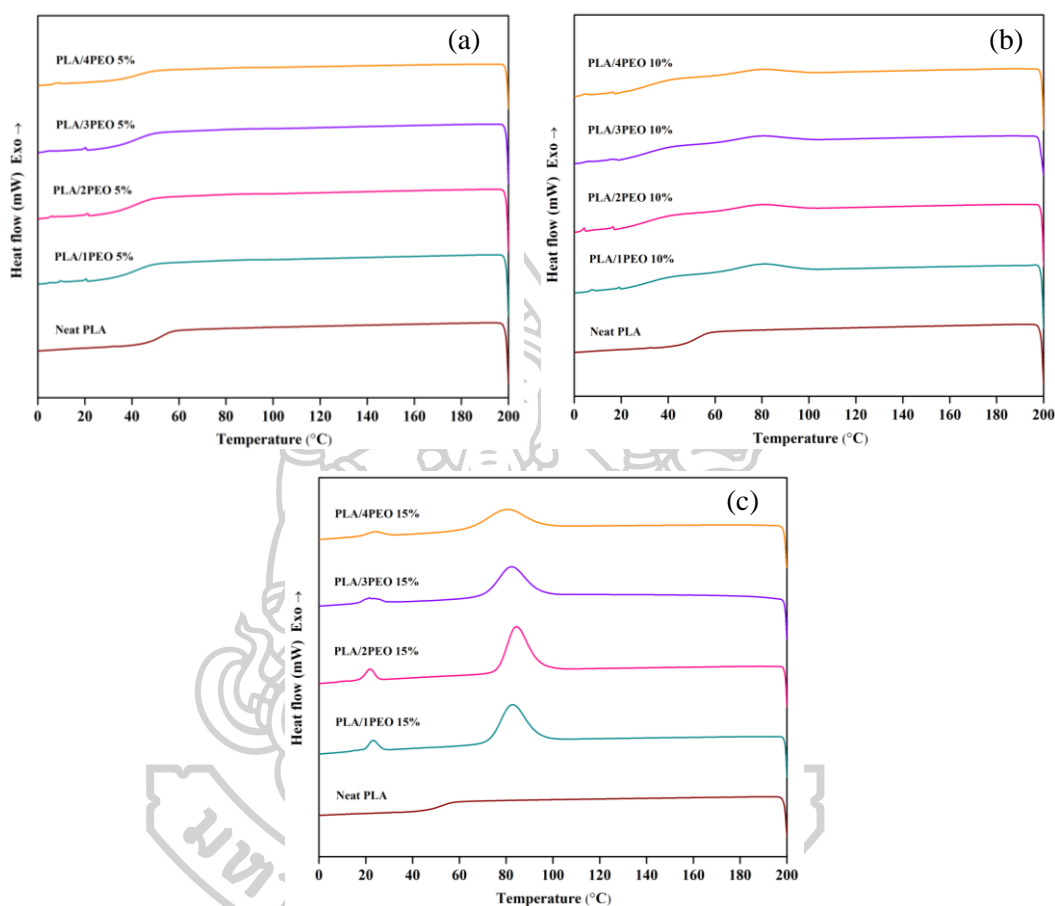 (a)
PLA/4PEO 5%
PLA/3PEO 5%
PLA/2PEO 5%
PLA/1PEO 5%
Neat PLA
Heat flow (mW) Exo →
0 20 40 60 80 100 120 140 160 180 200
Temperature (°C)
(b)
PLA/4PEO 10%
PLA/3PEO 10%
PLA/2PEO 10%
PLA/1PEO 10%
Neat PLA
Heat flow (mW) Exo →
0 20 40 60 80 100 120 140 160 180 200
Temperature (°C)
(c)
PLA/4PEO 15%
PLA/3PEO 15%
PLA/2PEO 15%
PLA/1PEO 15%
Neat PLA
Heat flow (mW) Exo →
0 20 40 60 80 100 120 140 160 180 200
Temperature (°C)